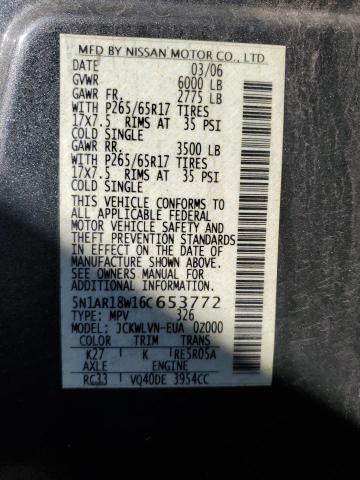 MFD BY NISSAN MOTOR CO., LTD
DATE 03/06
GVWR 6000 LB
GAWR FR. 2775 LB
WITH P265/65R17 TIRES
17X7.5 RIMS AT 35 PSI
COLD SINGLE
GAWR RR. 3500 LB
WITH P265/65R17 TIRES
17X7.5 RIMS AT 35 PSI
COLD SINGLE
THIS VEHICLE CONFORMS TO
ALL APPLICABLE FEDERAL
MOTOR VEHICLE SAFETY AND
THEFT PREVENTION STANDARDS
IN EFFECT ON THE DATE OF
MANUFACTURE SHOWN ABOVE.
SEE OWNERS MANUAL FOR
ADDITIONAL INFORMATION.
5N1AR18W16C653772
TYPE: MPV 326
MODEL: JCKWLVN-EUA 0Z000
COLOR TRIM TRANS
K27 K RE5R05A
AXLE ENGINE
RC33 VQ40DE 3954CC